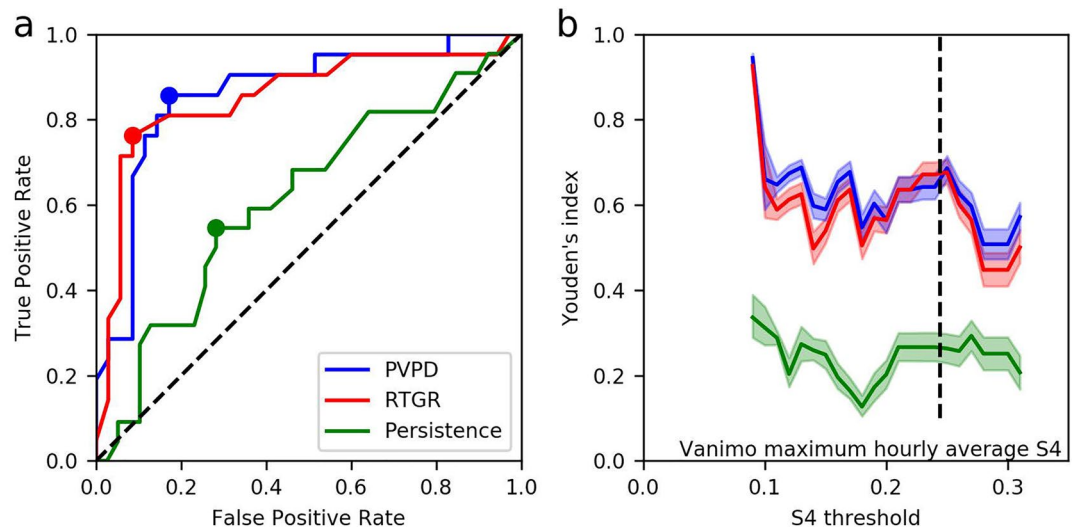 a
b
1.0
0.8
0.6
0.4
0.2
0.0
True Positive Rate
0.0 0.2 0.4 0.6 0.8 1.0
False Positive Rate
PVPD
RTGR
Persistence
1.0
0.8
0.6
0.4
0.2
0.0
Youden's index
Vanimo maximum hourly average S4
0.0 0.1 0.2 0.3
S4 threshold